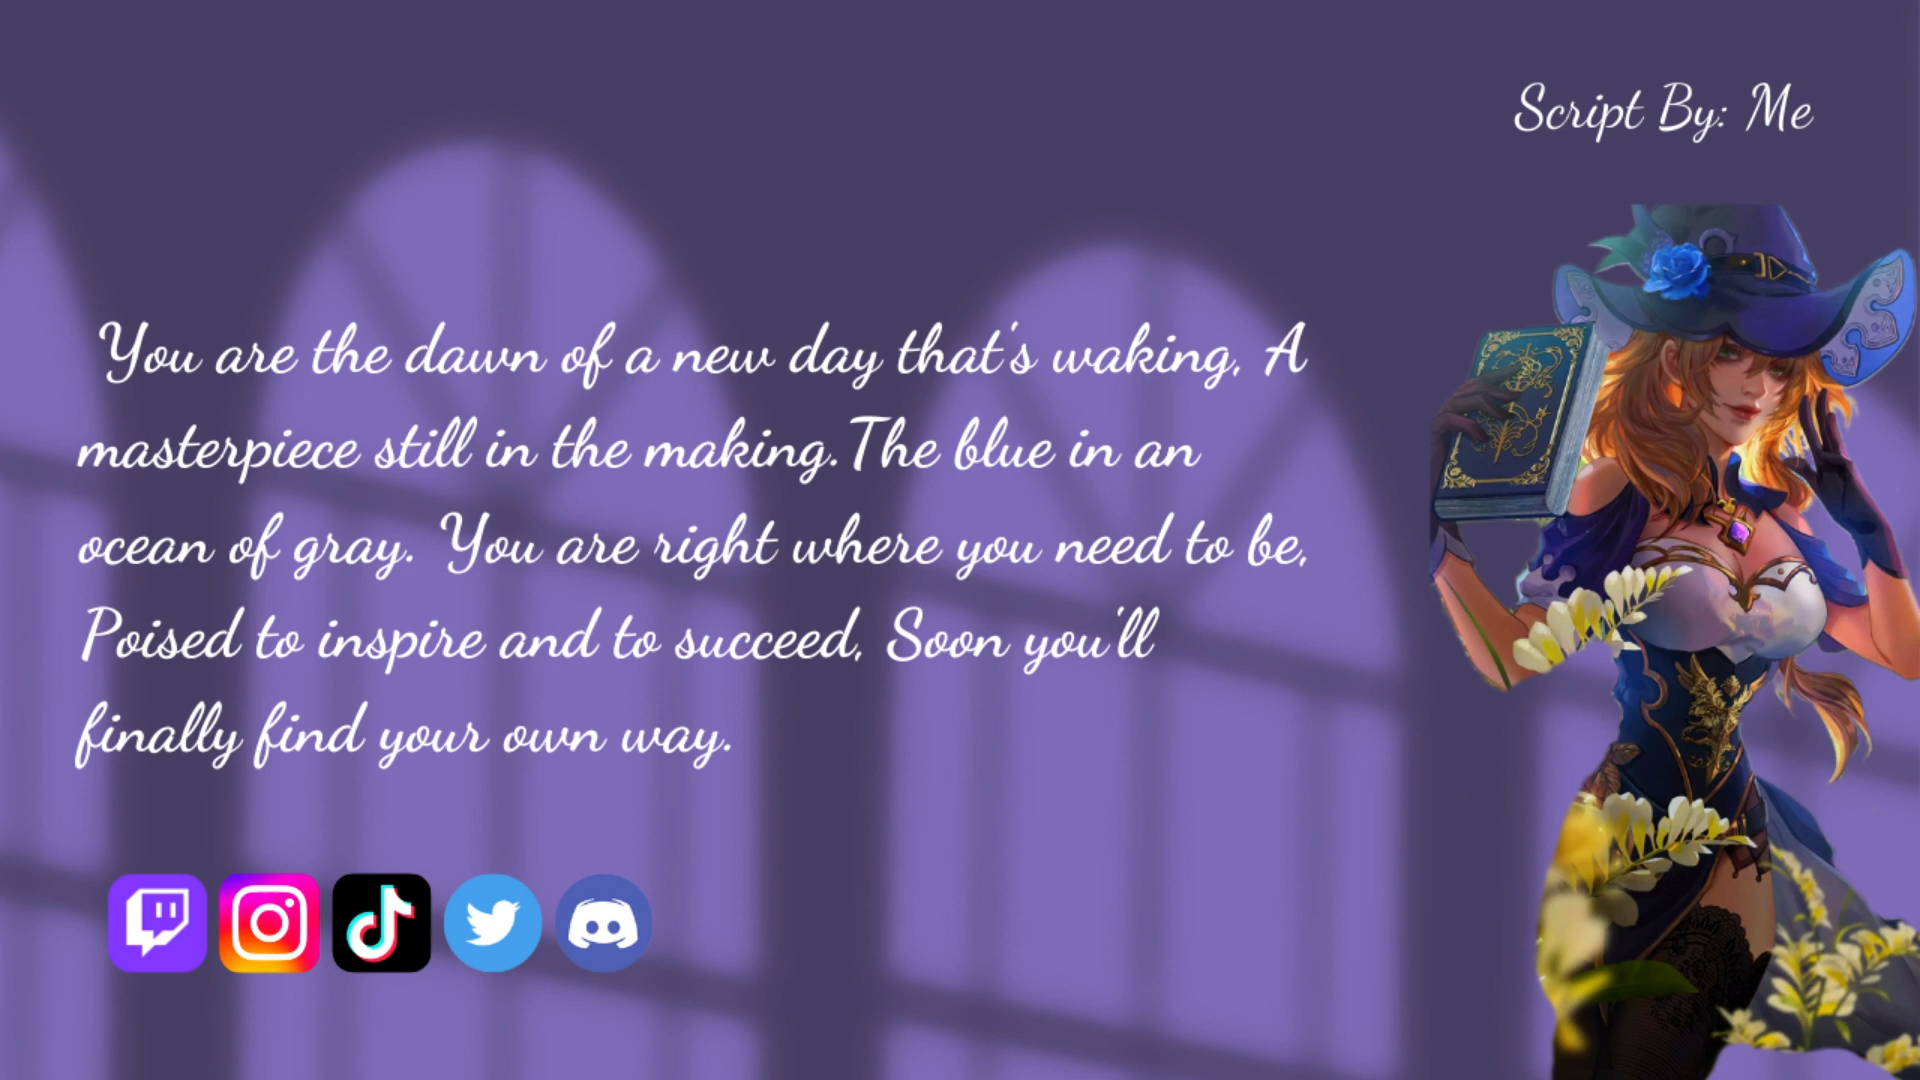 Script By: Me
You are the dawn of a new day that's waking, A
masterpiece still in the making.The blue in an
ocean of gray. You are right where you need to be,
Poised to inspire and to succeed, Soon you'll
finally find your own way.